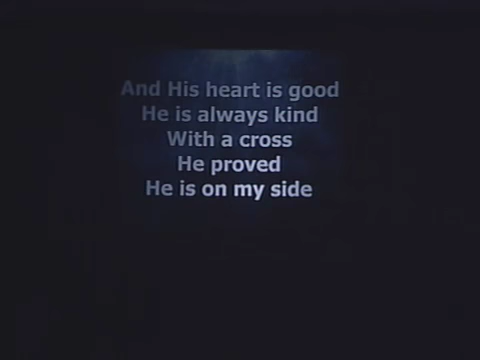 And His heart is good
He is always kind
With a cross
He proved
He is on my side